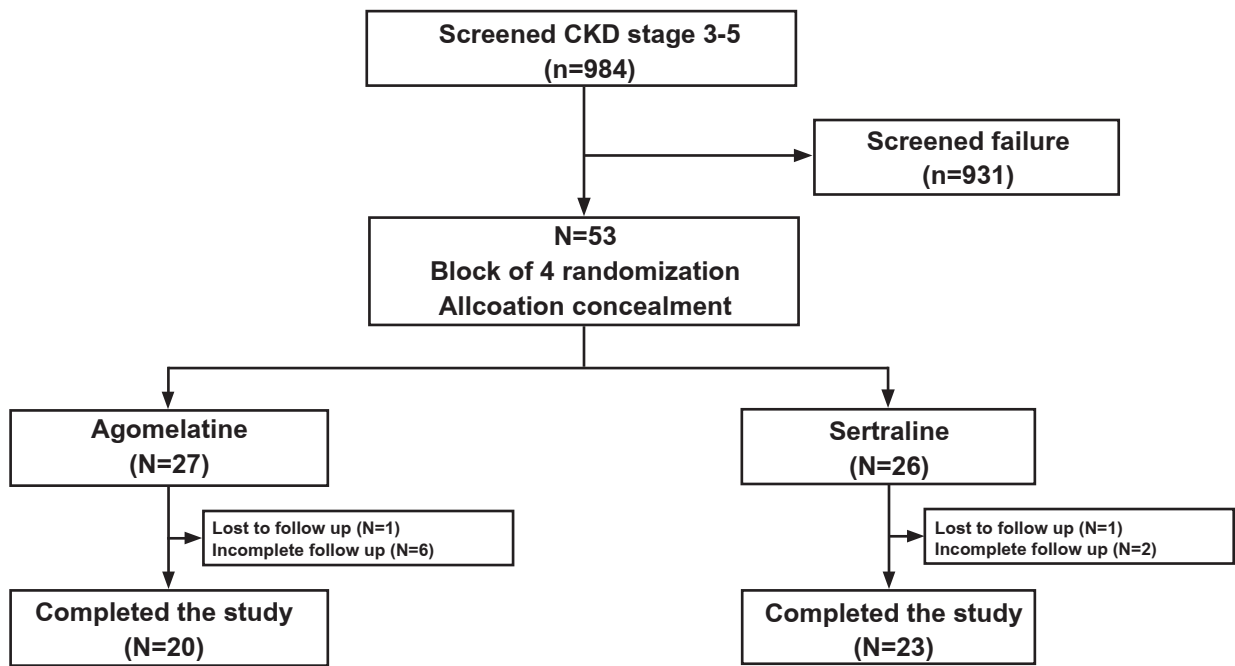 Screened CKD stage 3-5
(n=984)
Screened failure
(n=931)
N=53
Block of 4 randomization
Allcoation concealment
Agomelatine
(N=27)
Sertraline
(N=26)
Lost to follow up (N=1)
Incomplete follow up (N=6)
Lost to follow up (N=1)
Incomplete follow up (N=2)
Completed the study
(N=20)
Completed the study
(N=23)